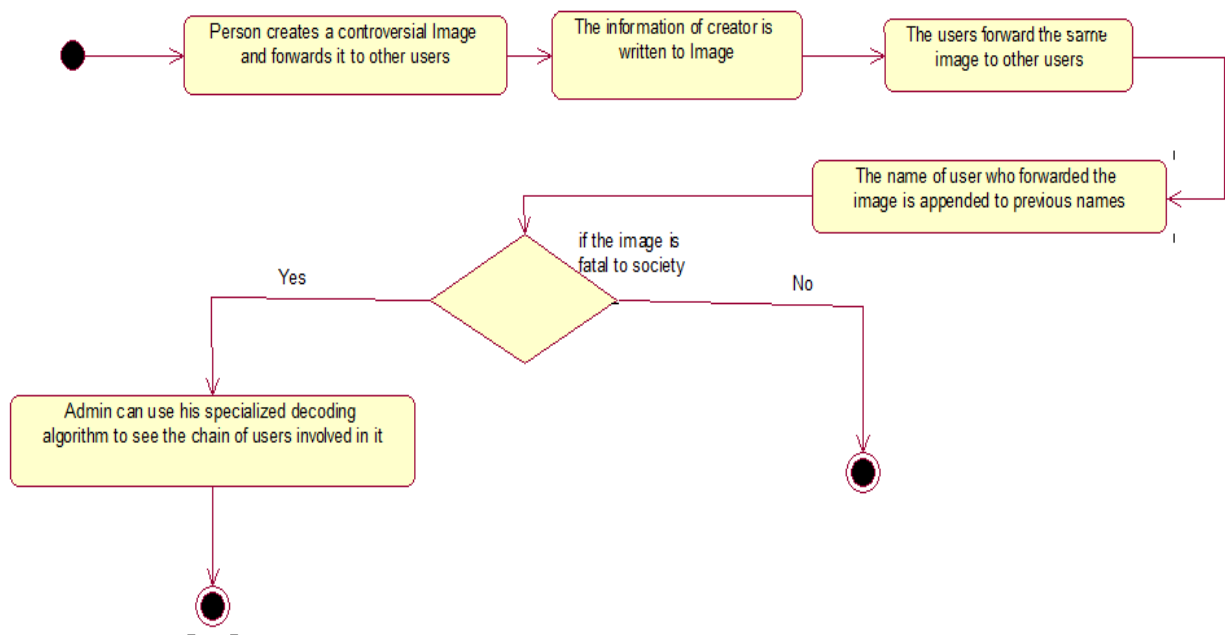 Person creates a controversial Image
and forwards it to other users
The information of creator is
written to Image
The users forward the same
image to other users
The name of user who forwarded the
image is appended to previous names
if the image is
fatal to society
Yes
No
Admin can use his specialized decoding
algorithm to see the chain of users involved in it